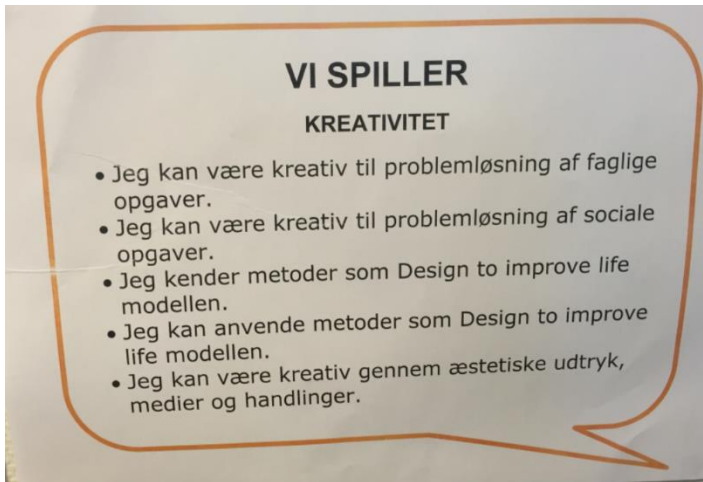 VI SPILLER
KREATIVITET
• Jeg kan være kreativ til problemløsning af faglige
opgaver.
• Jeg kan være kreativ til problemløsning af sociale
opgaver.
• Jeg kender metoder som Design to improve life
modellen.
• Jeg kan anvende metoder som Design to improve
life modellen.
• Jeg kan være kreativ gennem æstetiske udtryk,
medier og handlinger.